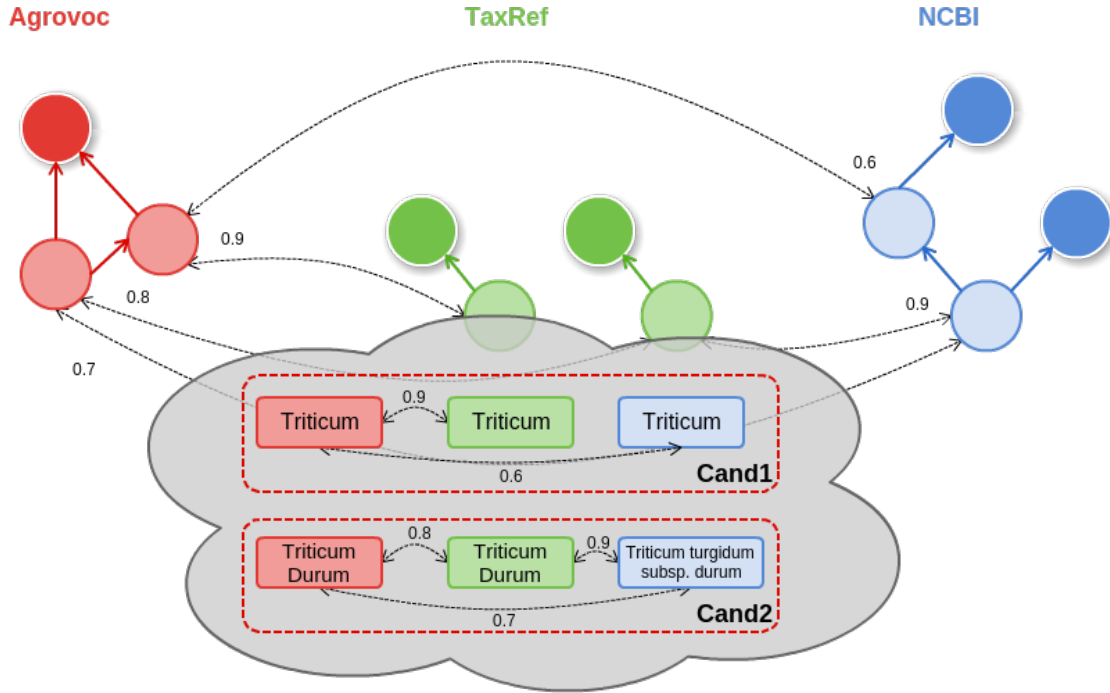 Agrovoc
TaxRef
NCBI
0.6
0.9
0.8
0.9
0.7
0.9
Triticum
Triticum
Triticum
0.6
Cand1
0.8
0.9
Triticum
Durum
Triticum
Durum
Triticum turgidum
subsp. durum
0.7
Cand2